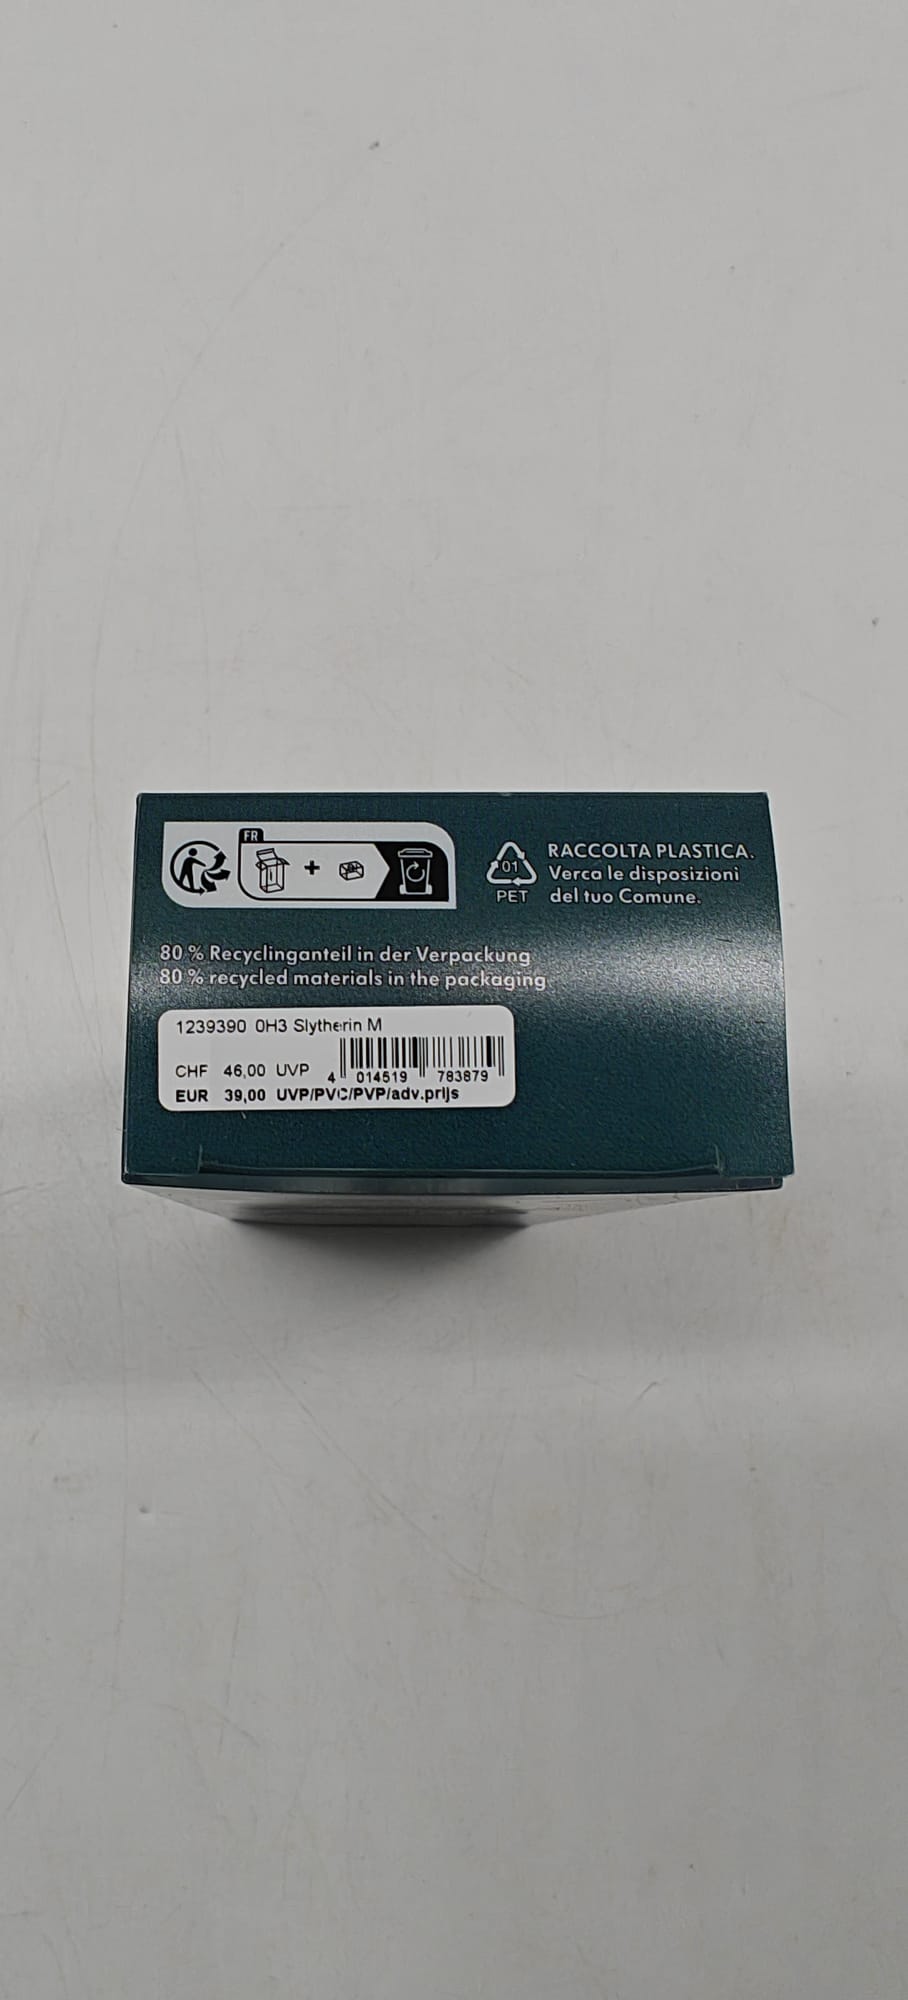 FR
01
PET
RACCOLTA PLASTICA.
Verca le disposizioni
del tuo Comune.
80 % Recyclinganteil in der Verpackung
80 % recycled materials in the packaging
1239390 0H3 Slytherin M
CHF 46,00 UVP
4 014519 783879
EUR 39,00 UVP/PVC/PVP/adv.prijs